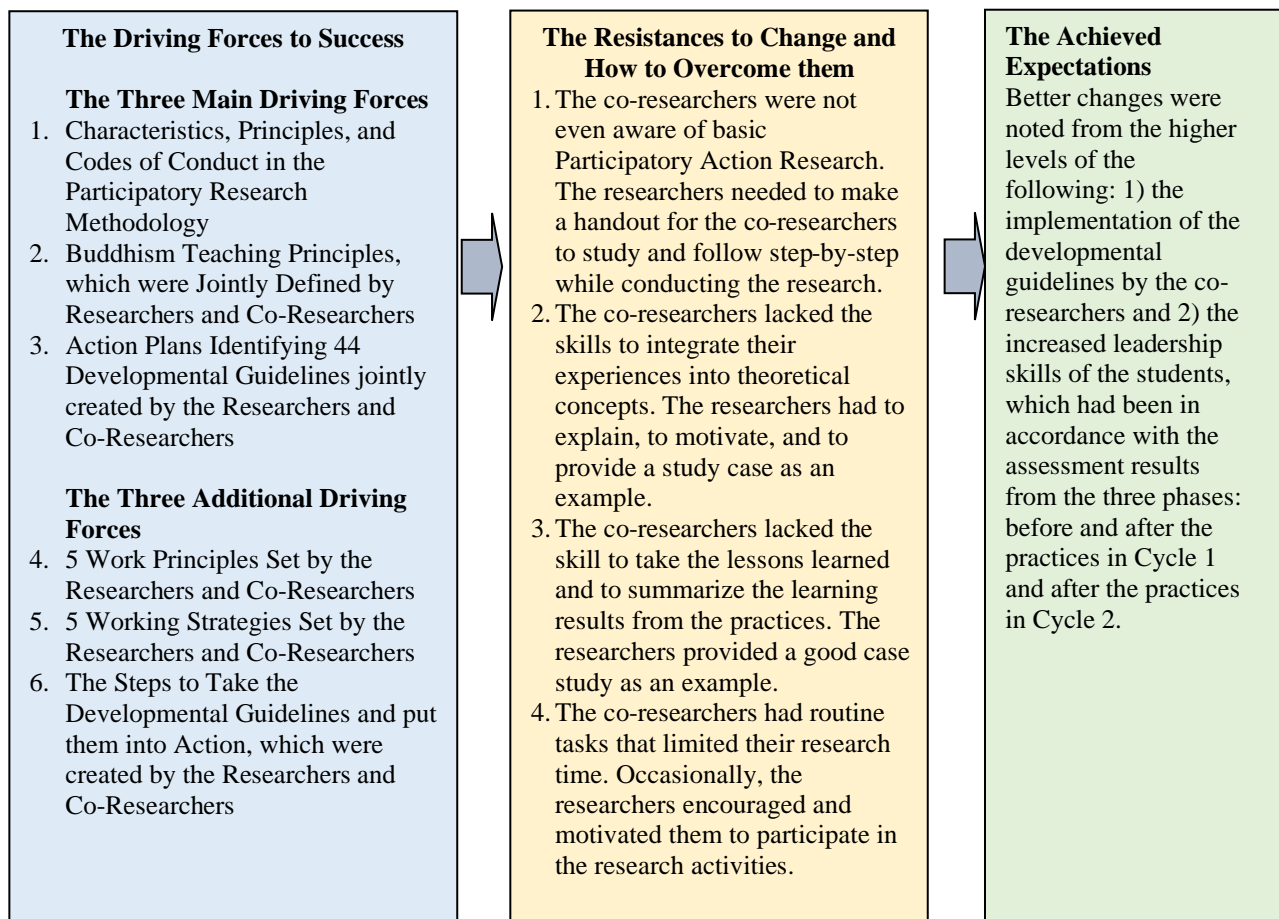 The Driving Forces to Success
The Three Main Driving Forces
1. Characteristics, Principles, and
Codes of Conduct in the
Participatory Research
Methodology
2. Buddhism Teaching Principles,
which were Jointly Defined by
Researchers and Co-Researchers
3. Action Plans Identifying 44
Developmental Guidelines jointly
created by the Researchers and
Co-Researchers
The Three Additional Driving
Forces
4. 5 Work Principles Set by the
Researchers and Co-Researchers
5. 5 Working Strategies Set by the
Researchers and Co-Researchers
6. The Steps to Take the
Developmental Guidelines and put
them into Action, which were
created by the Researchers and
Co-Researchers
The Resistances to Change and
How to Overcome them
1. The co-researchers were not
even aware of basic
Participatory Action Research.
The researchers needed to make
a handout for the co-researchers
to study and follow step-by-step
while conducting the research.
2. The co-researchers lacked the
skills to integrate their
experiences into theoretical
concepts. The researchers had to
explain, to motivate, and to
provide a study case as an
example.
3. The co-researchers lacked the
skill to take the lessons learned
and to summarize the learning
results from the practices. The
researchers provided a good case
study as an example.
4. The co-researchers had routine
tasks that limited their research
time. Occasionally, the
researchers encouraged and
motivated them to participate in
the research activities.
The Achieved
Expectations
Better changes were
noted from the higher
levels of the
following: 1) the
implementation of the
developmental
guidelines by the co-
researchers and 2) the
increased leadership
skills of the students,
which had been in
accordance with the
assessment results
from the three phases:
before and after the
practices in Cycle 1
and after the practices
in Cycle 2.